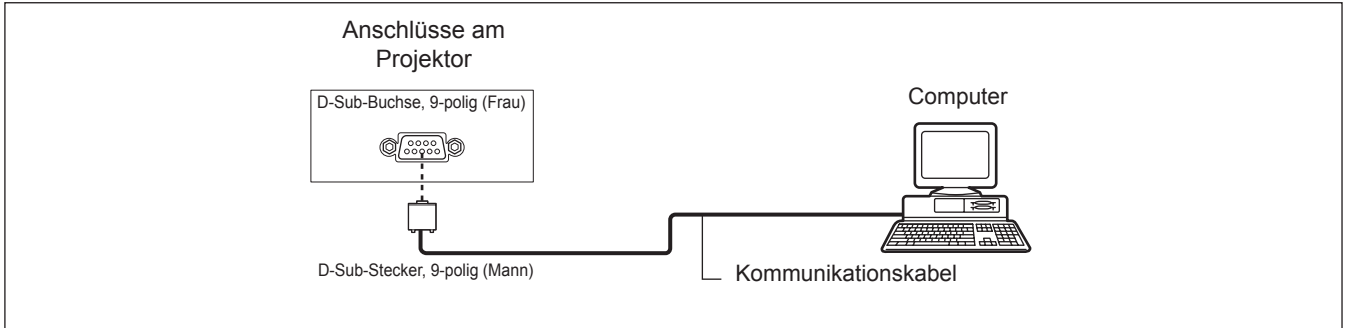 Anschlüsse am
Projektor
D-Sub-Buchse, 9-polig (Frau)
Computer
D-Sub-Stecker, 9-polig (Mann)
Kommunikationskabel